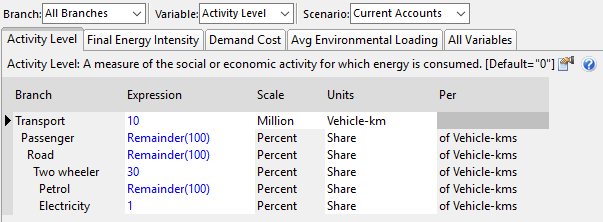 Branch: All Branches Variable: Activity Level Scenario: Current Accounts
Activity Level Final Energy Intensity Demand Cost Avg Environmental Loading All Variables
Activity Level: A measure of the social or economic activity for which energy is consumed. [Default="0"]
Branch Expression Scale Units Per
Transport 10 Million Vehicle-km
Passenger Remainder(100) Percent Share of Vehicle-kms
Road Remainder(100) Percent Share of Vehicle-kms
Two wheeler 30 Percent Share of Vehicle-kms
Petrol Remainder(100) Percent Share of Vehicle-kms
Electricity 1 Percent Share of Vehicle-kms